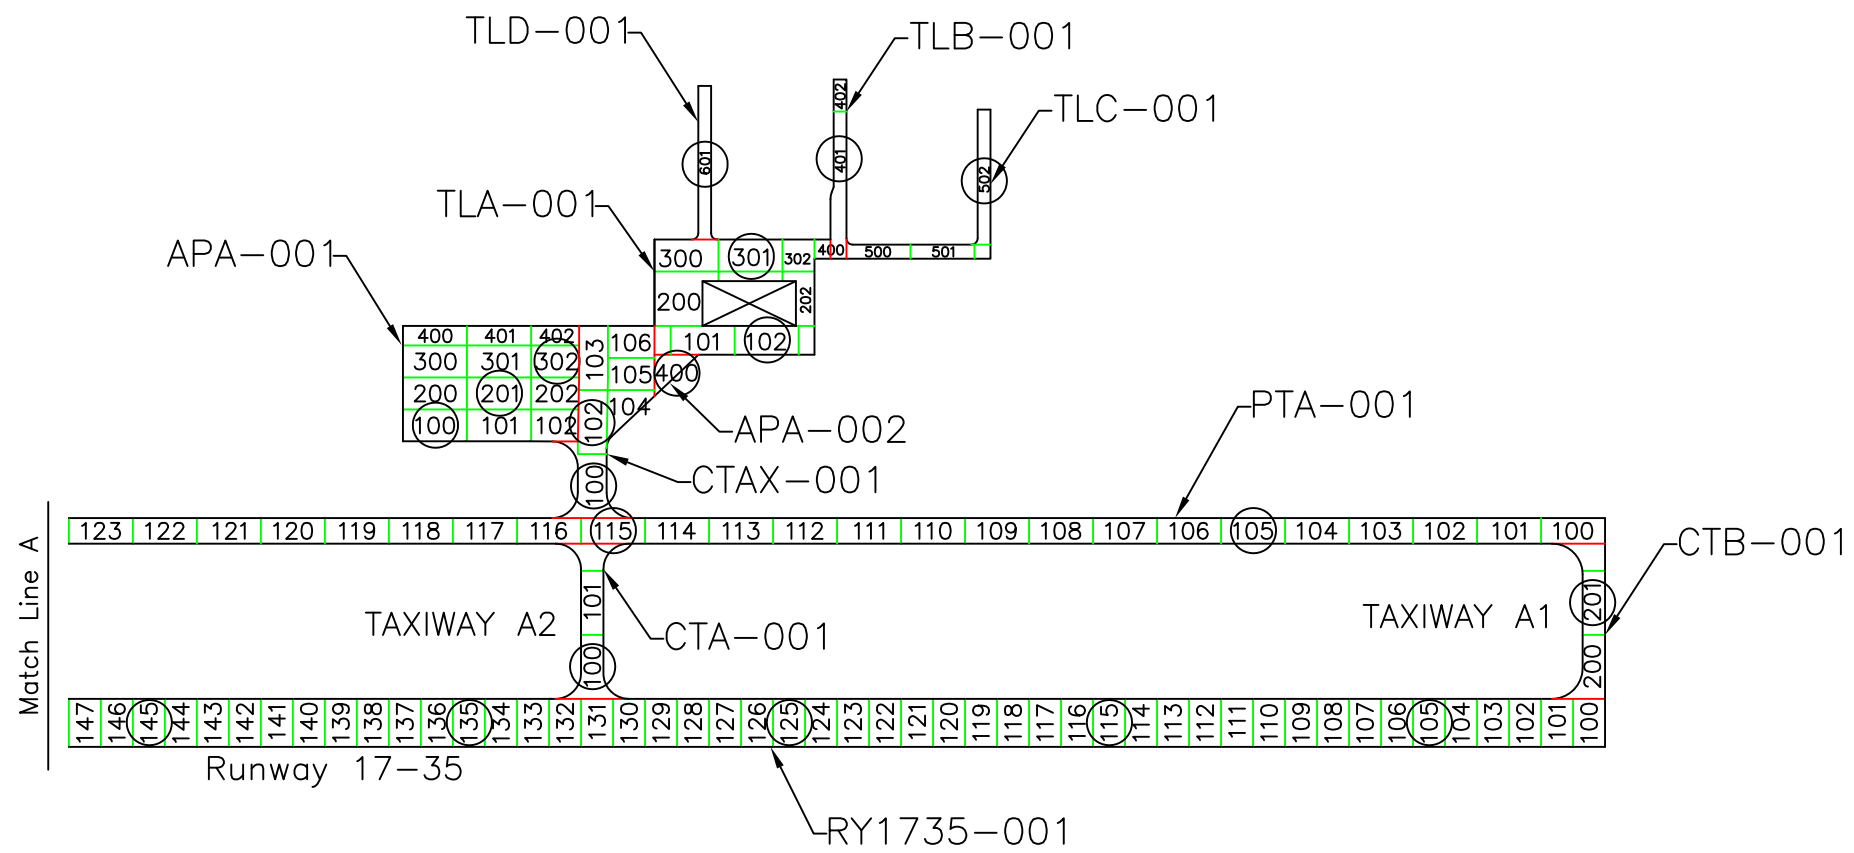 TLD-001
TLB-001
402
TLC-001
601
401
502
TLA-001
APA-001
300 301 302 400 500 501
200 202
400 401 402 103 106 101 102
300 301 302 105 400
200 201 202 104
100 101 102 102
APA-002
PTA-001
100
CTAX-001
123 122 121 120 119 118 117 116 115 114 113 112 111 110 109 108 107 106 105 104 103 102 101 100
CTB-001
Match Line A
101
201
TAXIWAY A2
TAXIWAY A1
CTA-001
100
200
147 146 145 144 143 142 141 140 139 138 137 136 135 134 133 132 131 130 129 128 127 126 125 124 123 122 121 120 119 118 117 116 115 114 113 112 111 110 109 108 107 106 105 104 103 102 101 100
Runway 17-35
RY1735-001